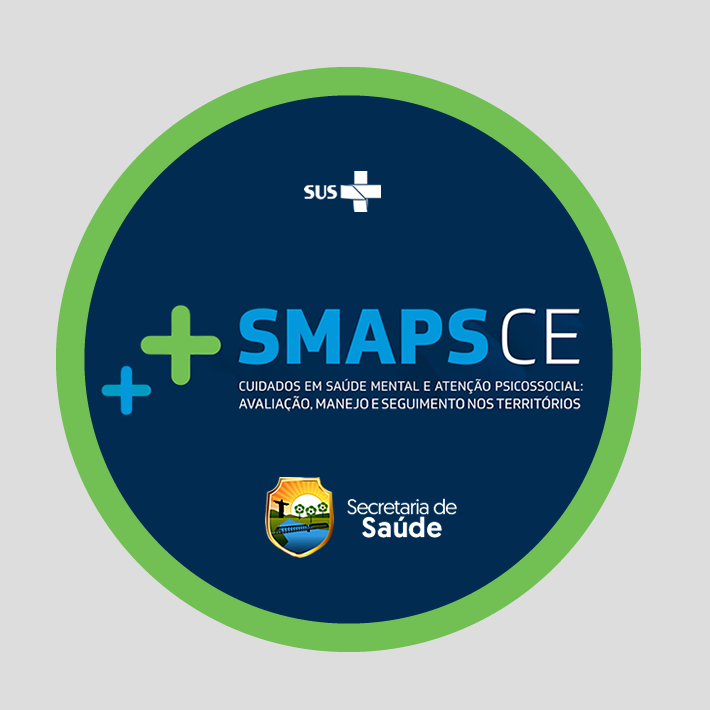 SUS
SMAPS CE
CUIDADOS EM SAÚDE MENTAL E ATENÇÃO PSICOSSOCIAL:
AVALIAÇÃO, MANEJO E SEGUIMENTO NOS TERRITÓRIOS
Secretaria de
Saúde